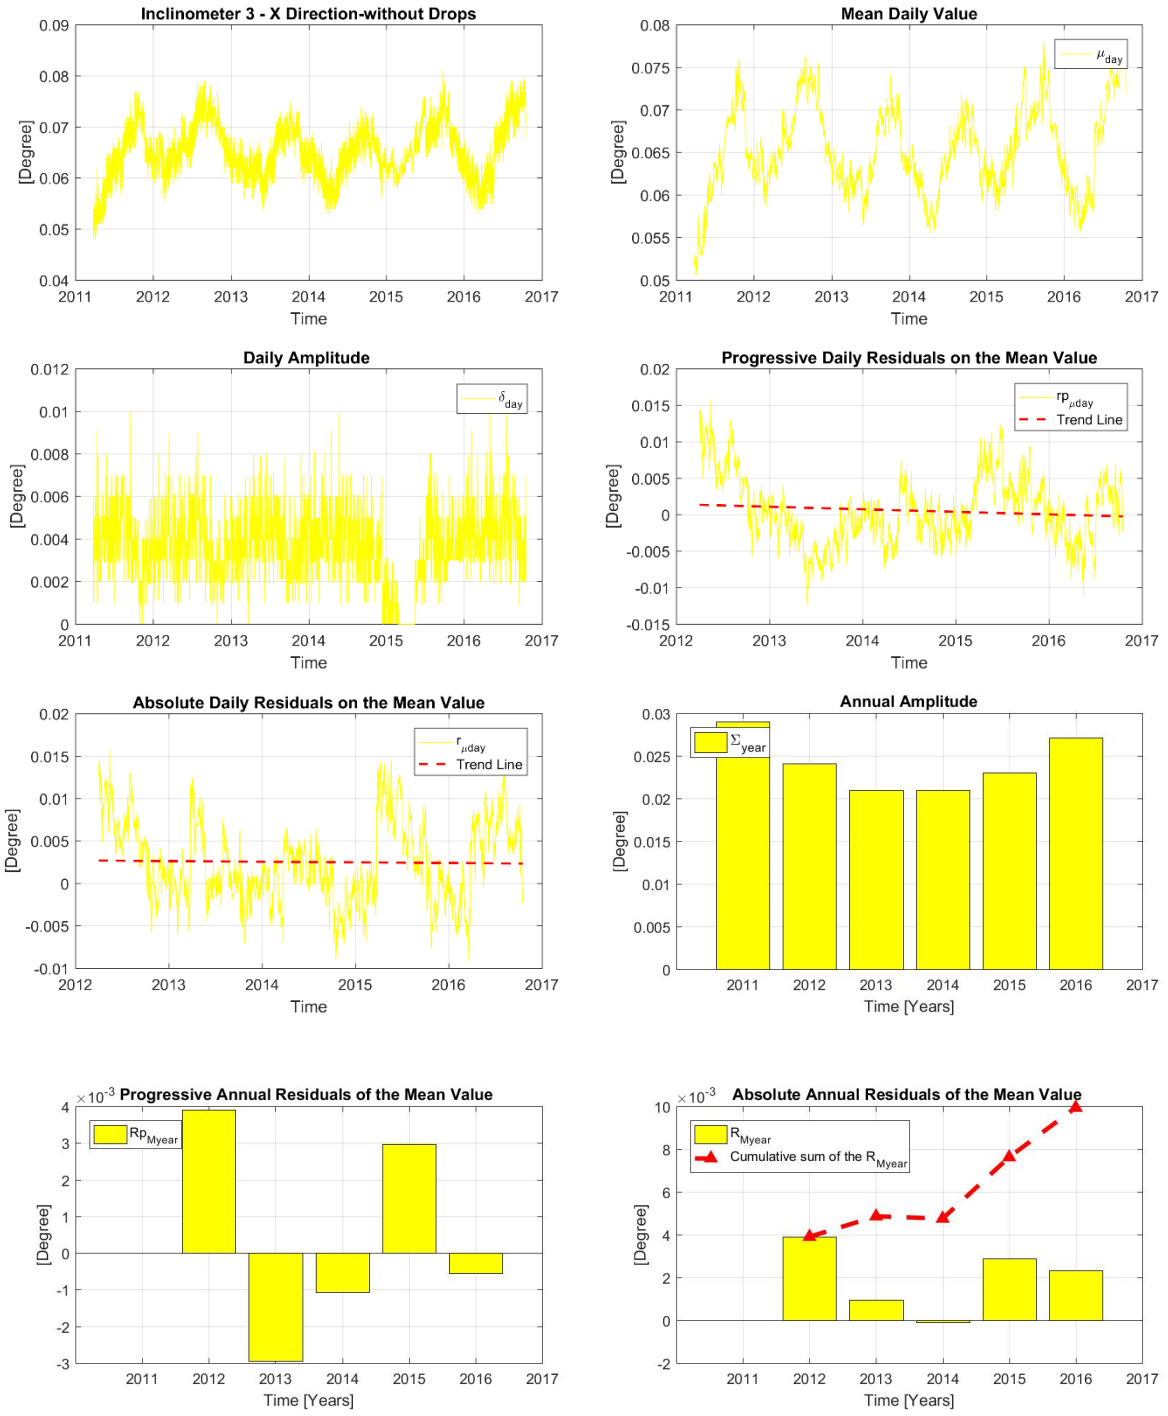 Inclinometer 3 - X Direction-without Drops
0.09
0.08
0.07
0.06
0.05
0.04
[Degree]
2011 2012 2013 2014 2015 2016 2017
Time
Mean Daily Value
μday
0.08
0.075
0.07
0.065
0.06
0.055
0.05
[Degree]
2011 2012 2013 2014 2015 2016 2017
Time
Daily Amplitude
δday
0.012
0.01
0.008
0.006
0.004
0.002
0
[Degree]
2011 2012 2013 2014 2015 2016 2017
Time
Progressive Daily Residuals on the Mean Value
rpμday
Trend Line
0.02
0.015
0.01
0.005
0
-0.005
-0.01
-0.015
[Degree]
2012 2013 2014 2015 2016 2017
Time
Absolute Daily Residuals on the Mean Value
rμday
Trend Line
0.02
0.015
0.01
0.005
0
-0.005
-0.01
[Degree]
2012 2013 2014 2015 2016 2017
Time
Annual Amplitude
Σyear
0.03
0.025
0.02
0.015
0.01
0.005
0
[Degree]
2011 2012 2013 2014 2015 2016 2017
Time [Years]
×10-3 Progressive Annual Residuals of the Mean Value
RpMyear
4
3
2
1
0
-1
-2
-3
[Degree]
2011 2012 2013 2014 2015 2016 2017
Time [Years]
×10-3 Absolute Annual Residuals of the Mean Value
RMyear
Cumulative sum of the RMyear
10
8
6
4
2
0
-2
[Degree]
2011 2012 2013 2014 2015 2016 2017
Time [Years]